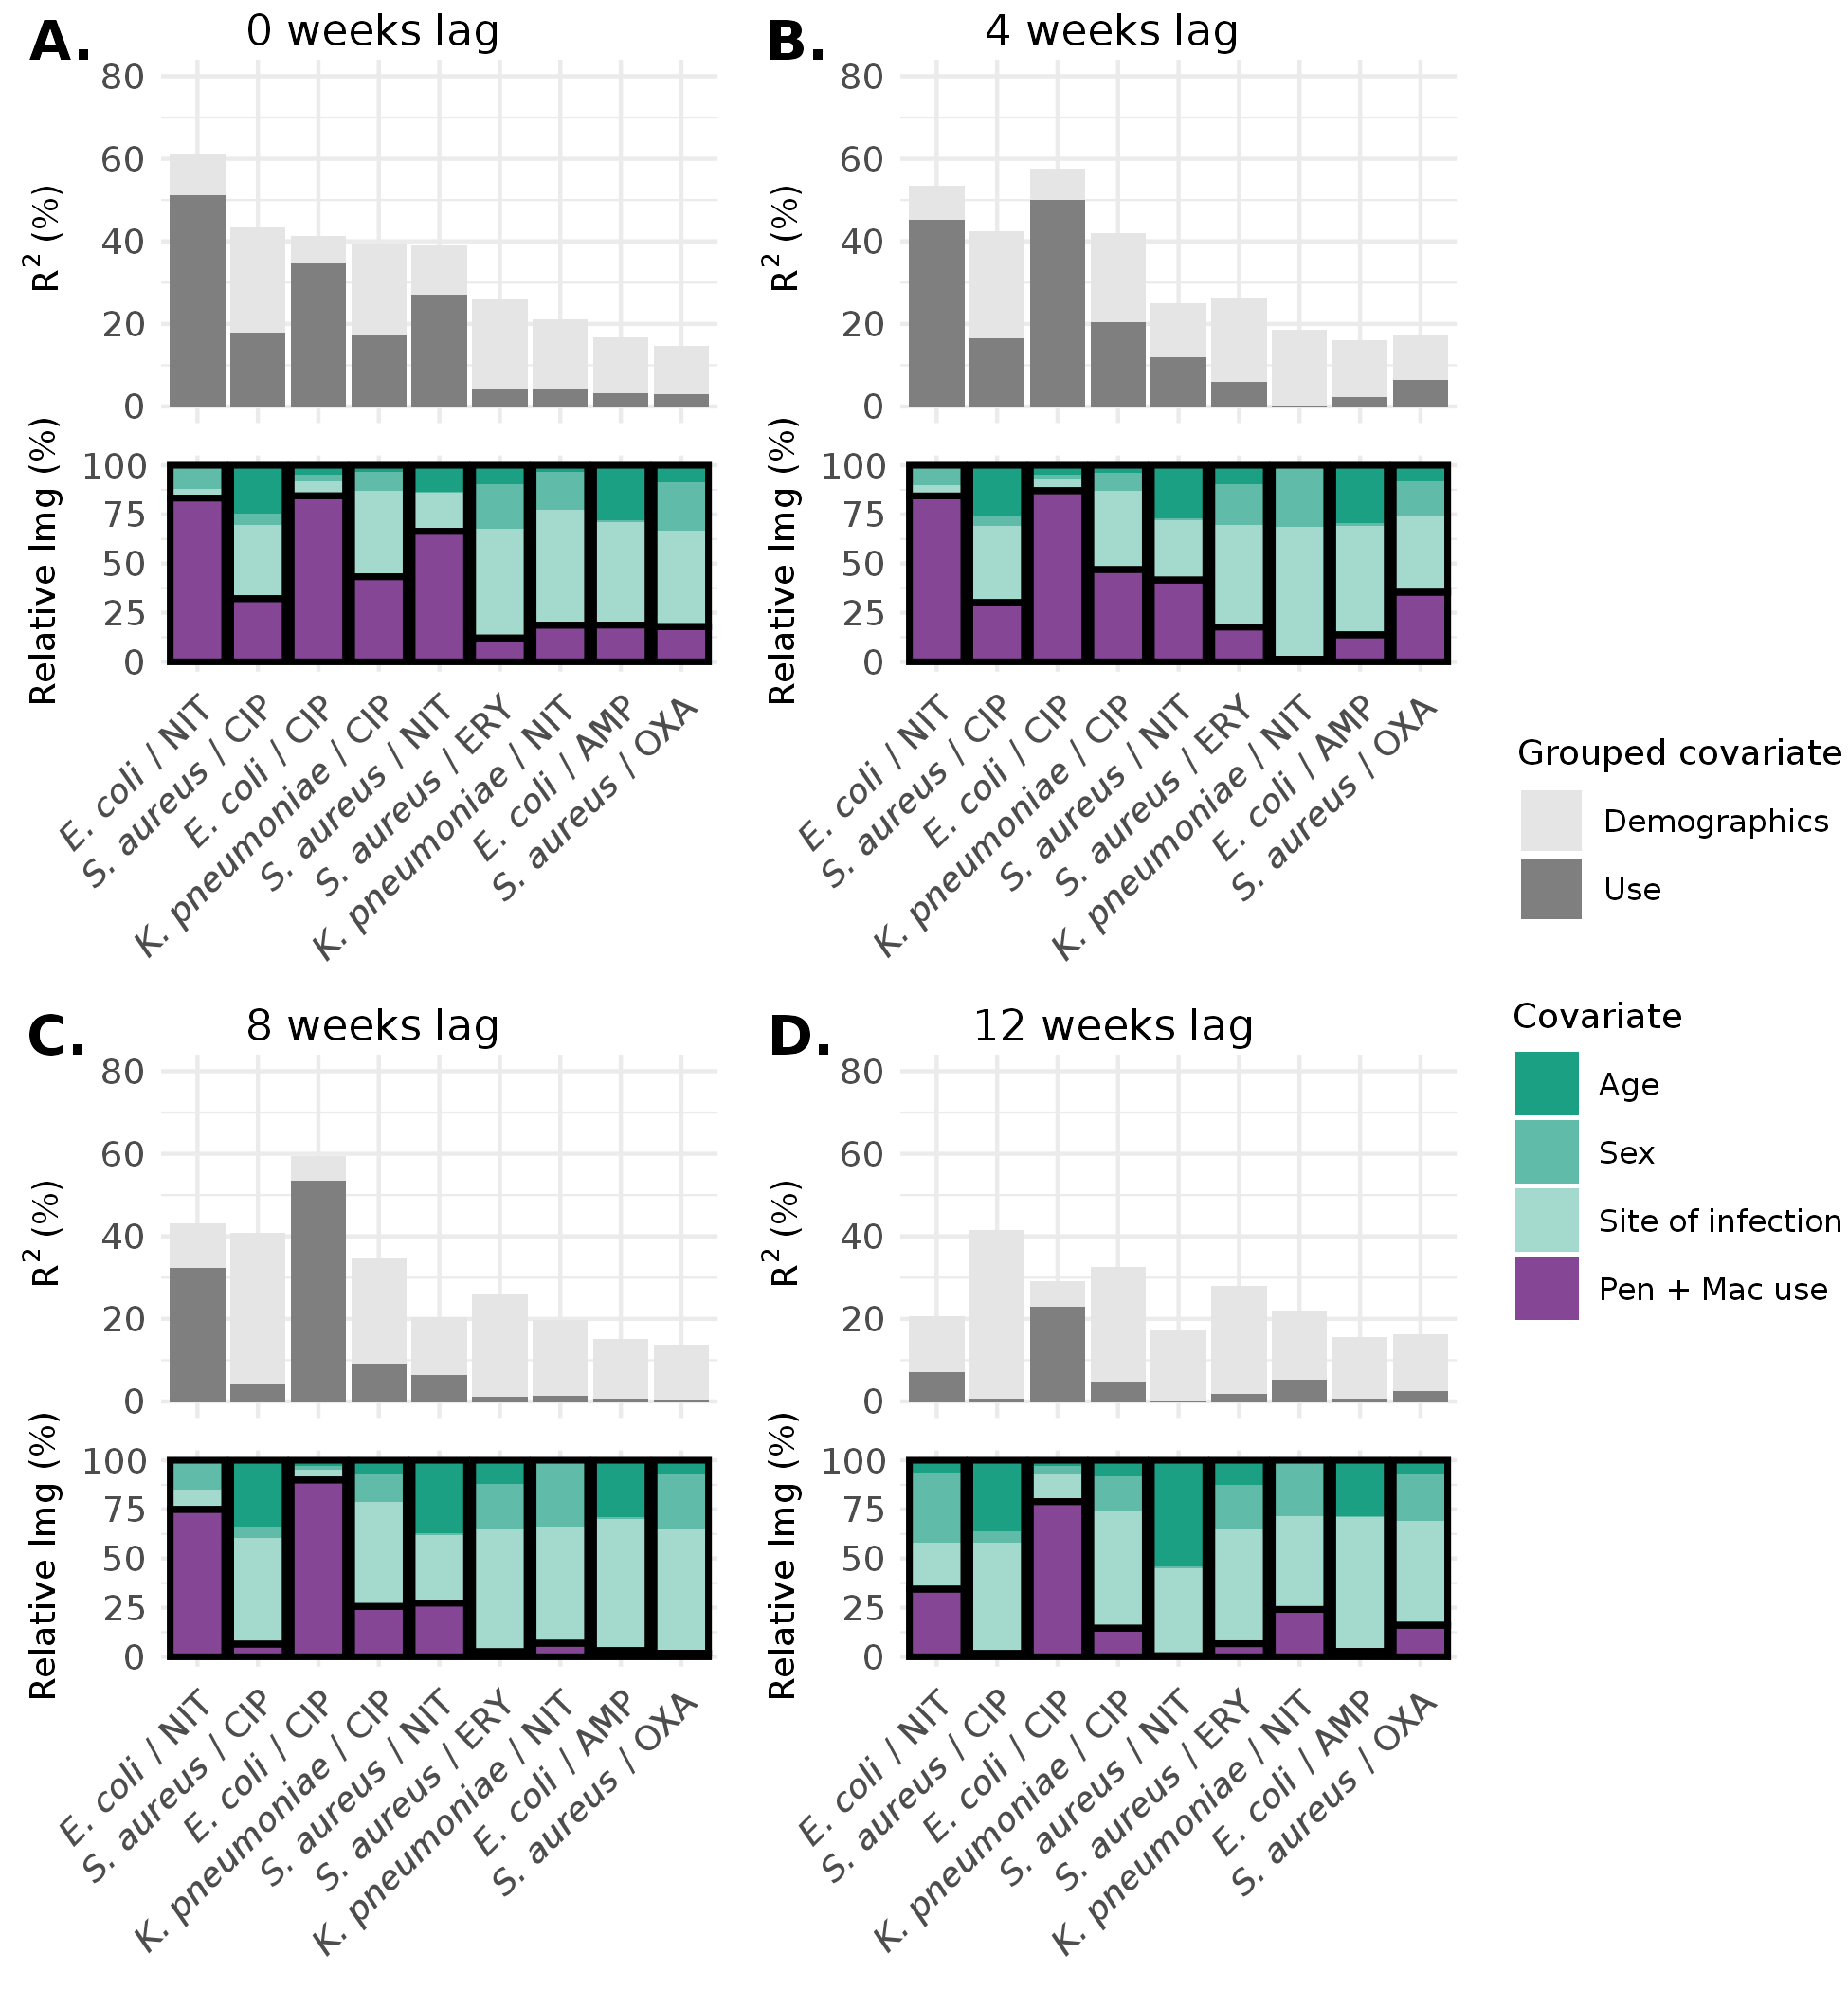 A.
0 weeks lag
80
60
40
20
0
R² (%)
100
75
50
25
0
Relative lmg (%)
E. coli / NIT
S. aureus / CIP
E. coli / CIP
K. pneumoniae / CIP
S. aureus / NIT
S. aureus / ERY
K. pneumoniae / NIT
E. coli / AMP
S. aureus / OXA
B.
4 weeks lag
80
60
40
20
0
R² (%)
100
75
50
25
0
Relative lmg (%)
E. coli / NIT
S. aureus / CIP
E. coli / CIP
K. pneumoniae / CIP
S. aureus / NIT
S. aureus / ERY
K. pneumoniae / NIT
E. coli / AMP
S. aureus / OXA
Grouped covariate
Demographics
Use
Covariate
Age
Sex
Site of infection
Pen + Mac use
C.
8 weeks lag
80
60
40
20
0
R² (%)
100
75
50
25
0
Relative lmg (%)
E. coli / NIT
S. aureus / CIP
E. coli / CIP
K. pneumoniae / CIP
S. aureus / NIT
S. aureus / ERY
K. pneumoniae / NIT
E. coli / AMP
S. aureus / OXA
D.
12 weeks lag
80
60
40
20
0
R² (%)
100
75
50
25
0
Relative lmg (%)
E. coli / NIT
S. aureus / CIP
E. coli / CIP
K. pneumoniae / CIP
S. aureus / NIT
S. aureus / ERY
K. pneumoniae / NIT
E. coli / AMP
S. aureus / OXA